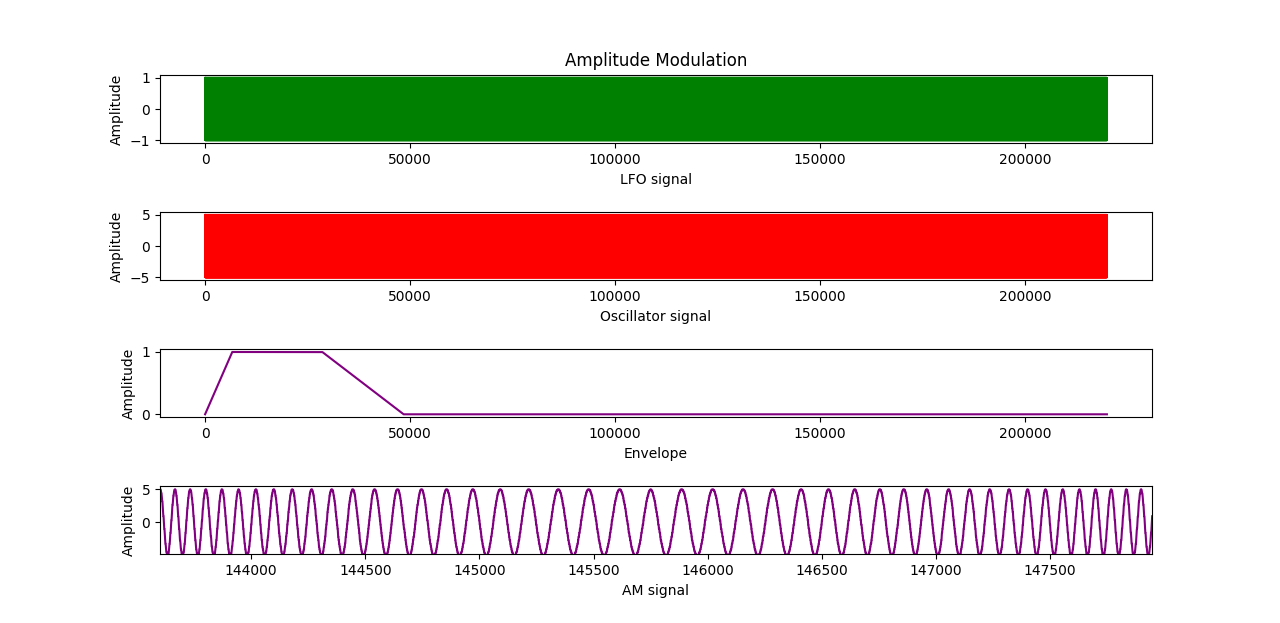 Amplitude Modulation
Amplitude
1
0
−1
0 50000 100000 150000 200000
LFO signal
Amplitude
5
0
−5
0 50000 100000 150000 200000
Oscillator signal
Amplitude
1
0
0 50000 100000 150000 200000
Envelope
Amplitude
5
0
144000 144500 145000 145500 146000 146500 147000 147500
AM signal